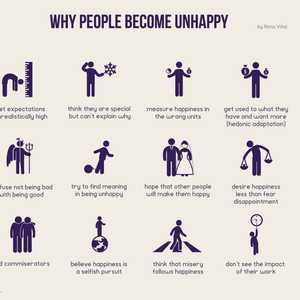 WHY PEOPLE BECOME UNHAPPY
by Anna Vital
set expectations
unrealistically high
think they are special
but can't explain why
measure happiness in
the wrong units
get used to what they
have and want more
(hedonic adaptation)
confuse not being bad
with being good
try to find meaning
in being unhappy
hope that other people
will make them happy
desire happiness
less than fear
disappointment
commiserators
believe happiness is
a selfish pursuit
think that misery
follows happiness
don't see the impact
of their work